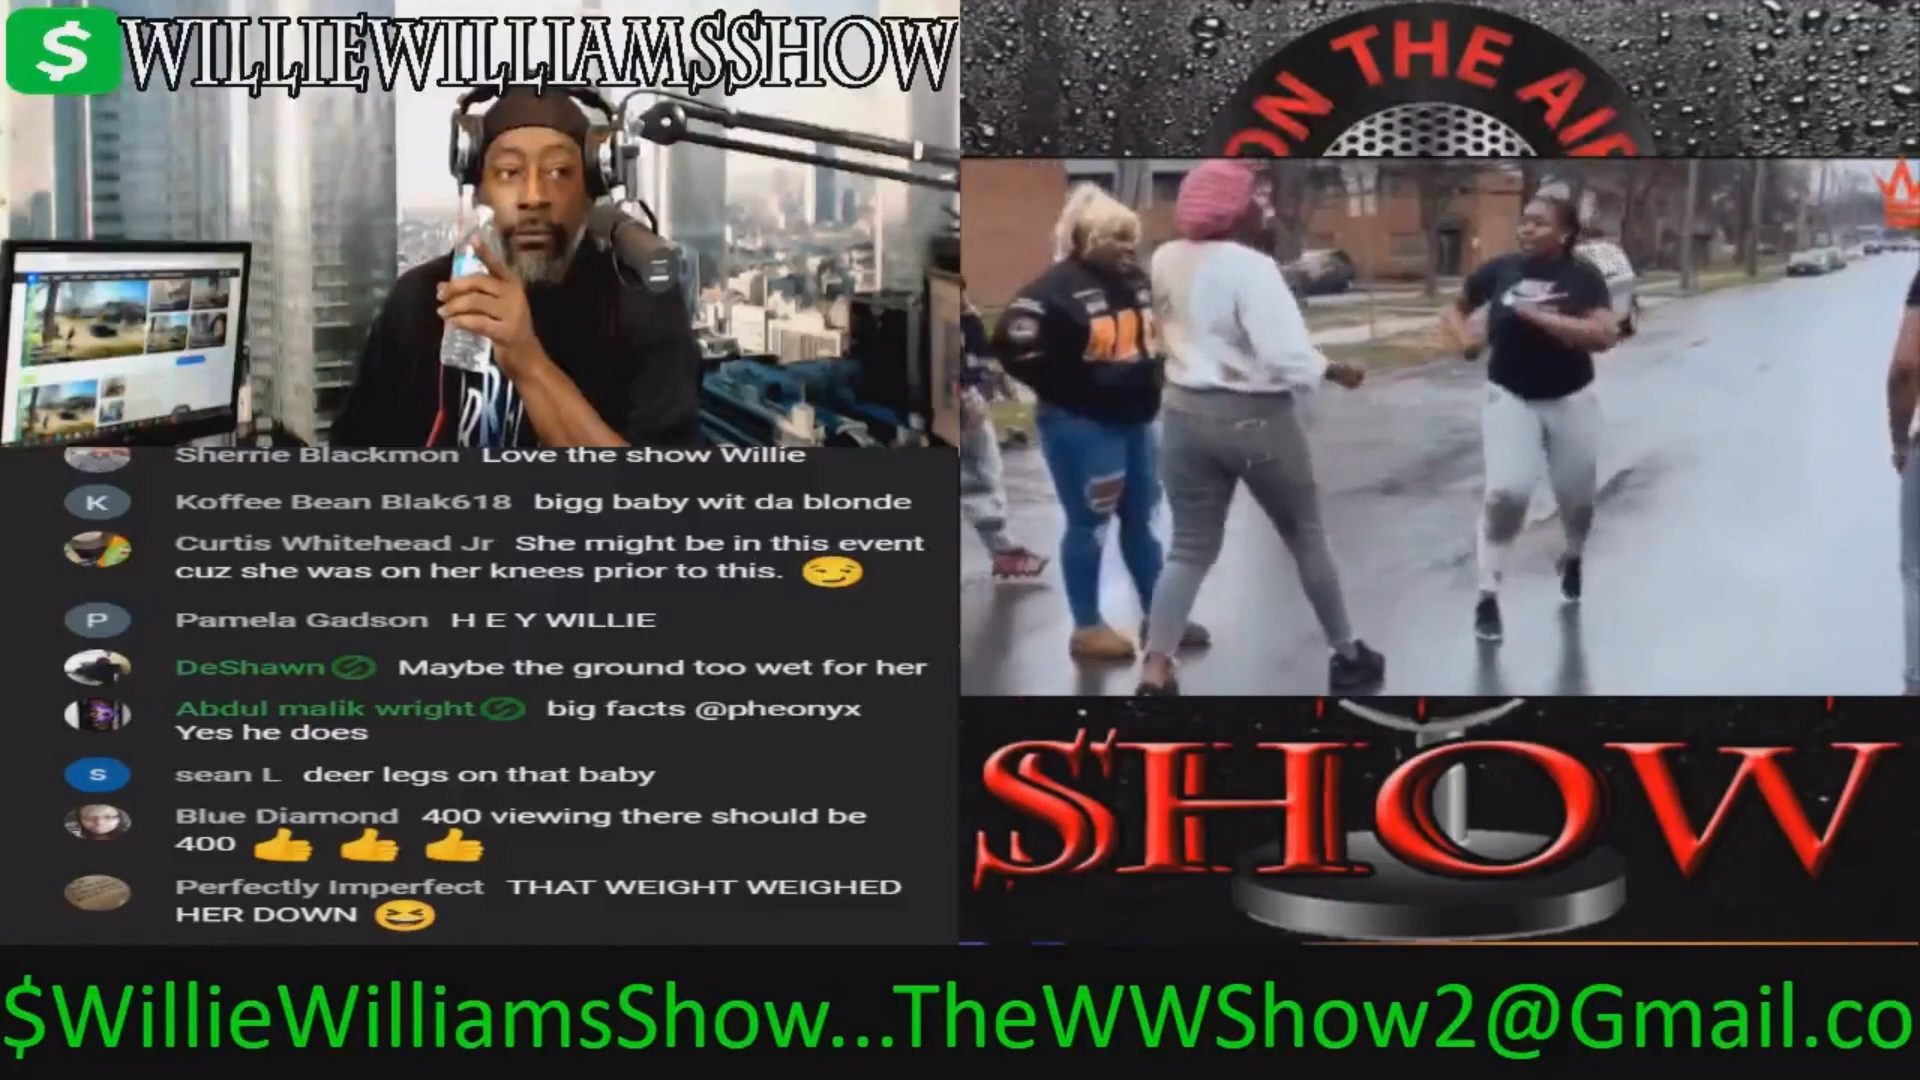 $ WILLIEWILLIAMSSHOW
ON THE AIR
Sherrie Blackmon Love the show Willie
K Koffee Bean Blak618 bigg baby wit da blonde
Curtis Whitehead Jr She might be in this event
cuz she was on her knees prior to this. 😏
P Pamela Gadson H E Y WILLIE
DeShawn Maybe the ground too wet for her
Abdul malik wright big facts @pheonyx
Yes he does
S sean L deer legs on that baby
Blue Diamond 400 viewing there should be
400 👍 👍 👍
Perfectly Imperfect THAT WEIGHT WEIGHED
HER DOWN 😆
SHOW
$WillieWilliamsShow...TheWWShow2@Gmail.co